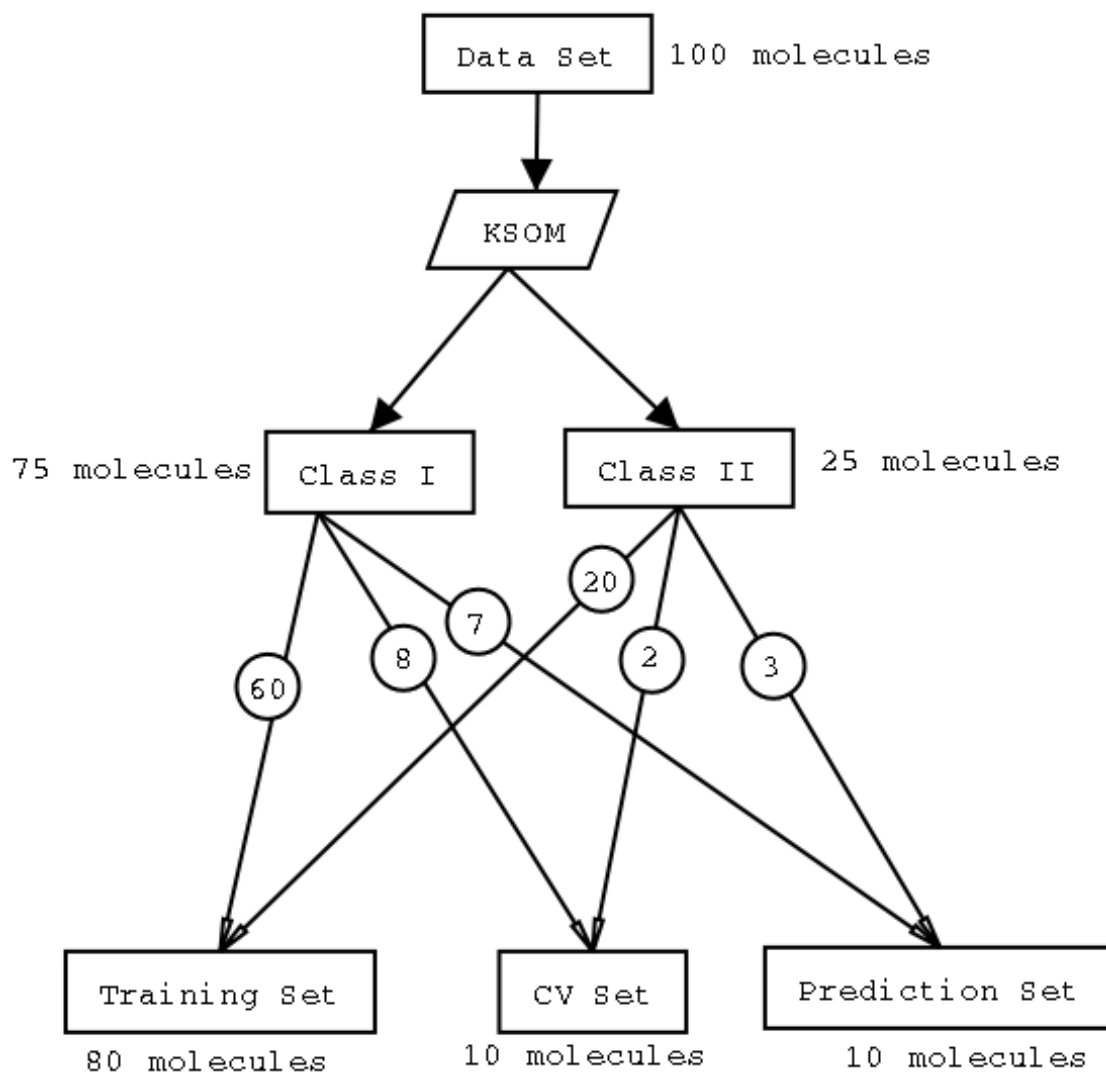 Data Set
100 molecules
KSOM
75 molecules
Class I
Class II
25 molecules
20
7
8
2
3
60
Training Set
CV Set
Prediction Set
80 molecules
10 molecules
10 molecules